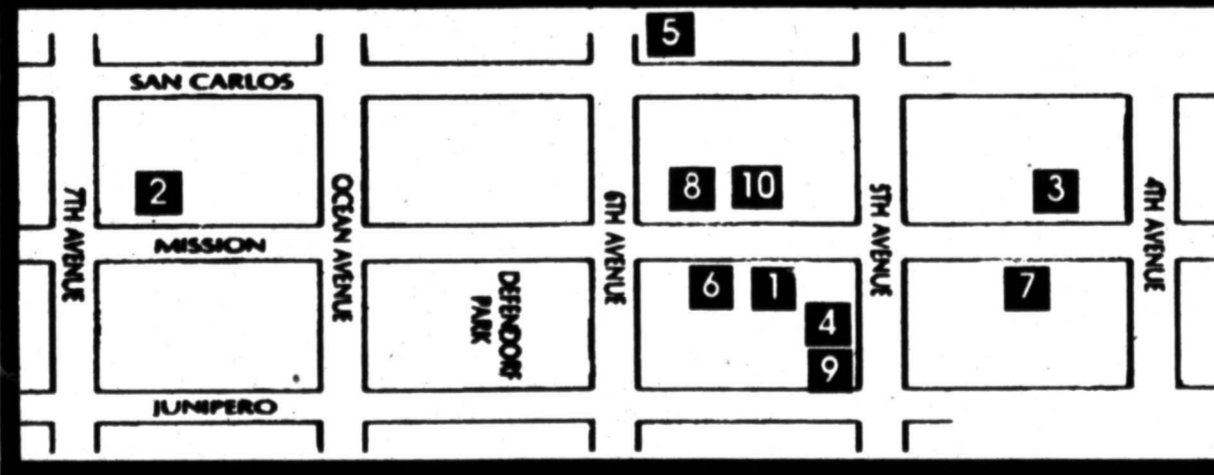 5
SAN CARLOS
2
8
10
3
7TH AVENUE
OCEAN AVENUE
6TH AVENUE
5TH AVENUE
4TH AVENUE
MISSION
DEFENDORF
PARK
6
1
7
4
9
JUNIPERO